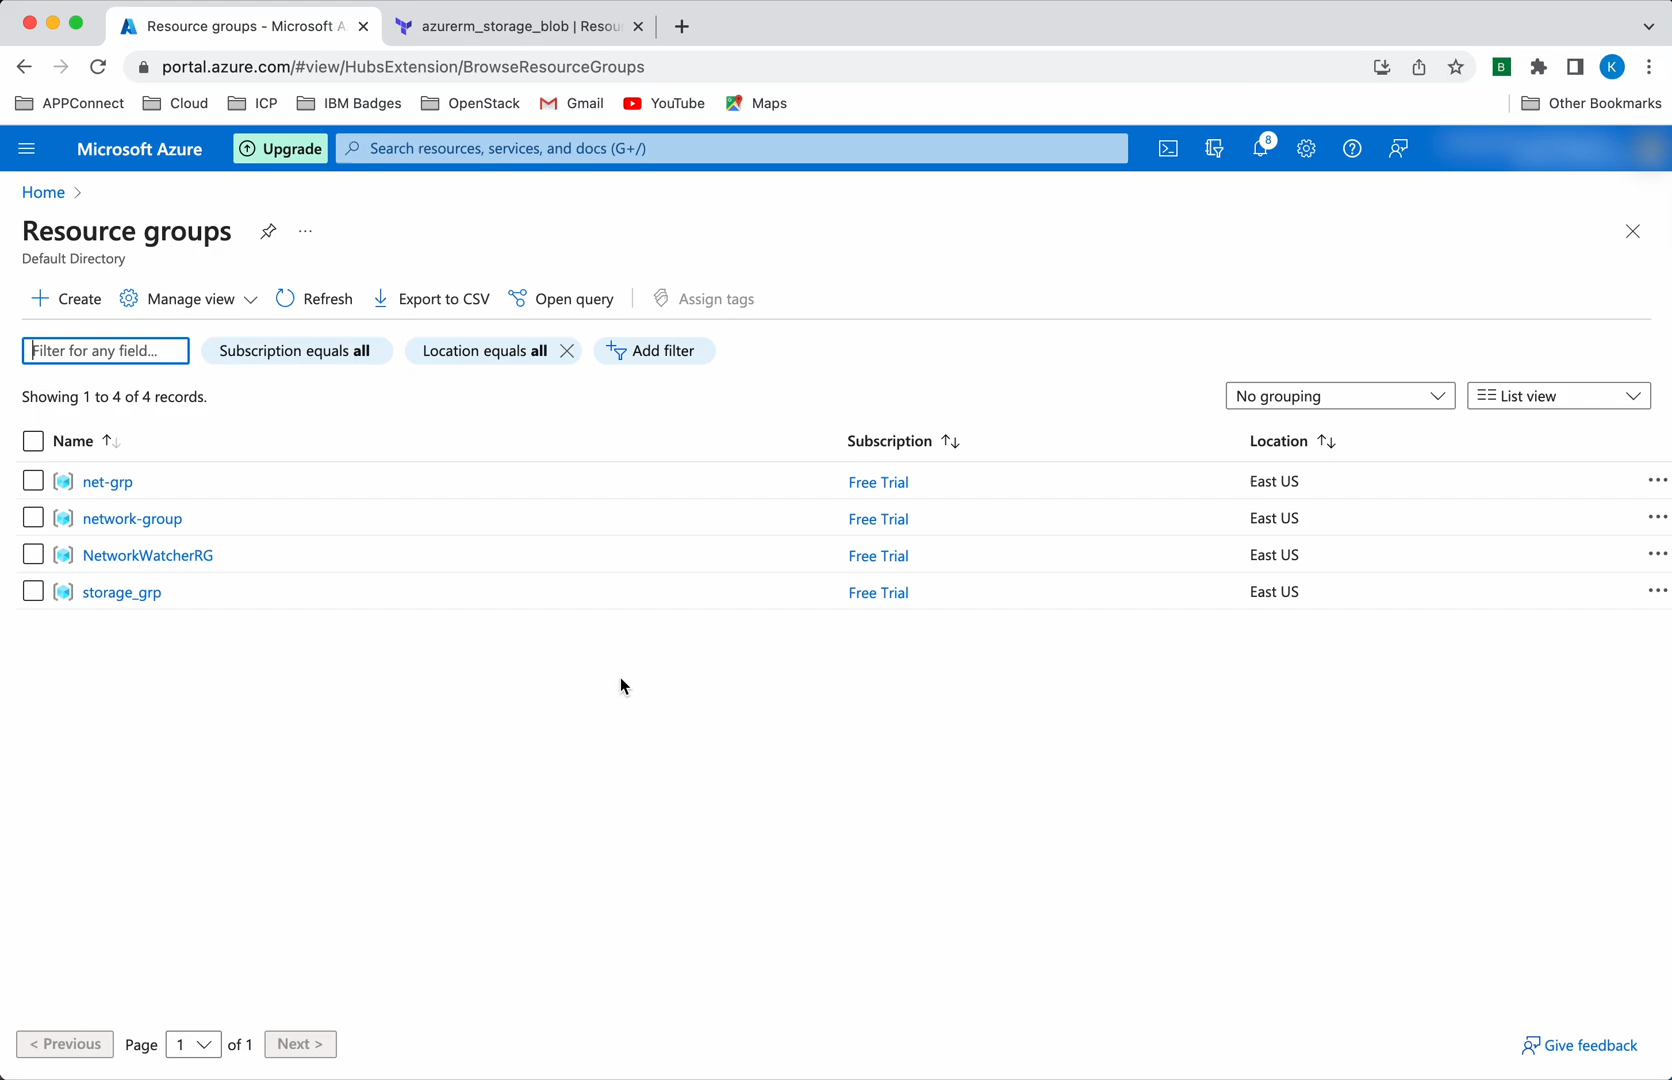 Resource groups - Microsoft A
azurerm_storage_blob | Resou
portal.azure.com/#view/HubsExtension/BrowseResourceGroups
B
K
APPConnect Cloud ICP IBM Badges OpenStack Gmail YouTube Maps Other Bookmarks
Microsoft Azure Upgrade Search resources, services, and docs (G+/) 8
Home >
Resource groups ...
Default Directory
+ Create Manage view Refresh Export to CSV Open query Assign tags
Filter for any field... Subscription equals all Location equals all Add filter
Showing 1 to 4 of 4 records. No grouping List view
Name Subscription Location
net-grp Free Trial East US ...
network-group Free Trial East US ...
NetworkWatcherRG Free Trial East US ...
storage_grp Free Trial East US ...
< Previous Page 1 of 1 Next > Give feedback